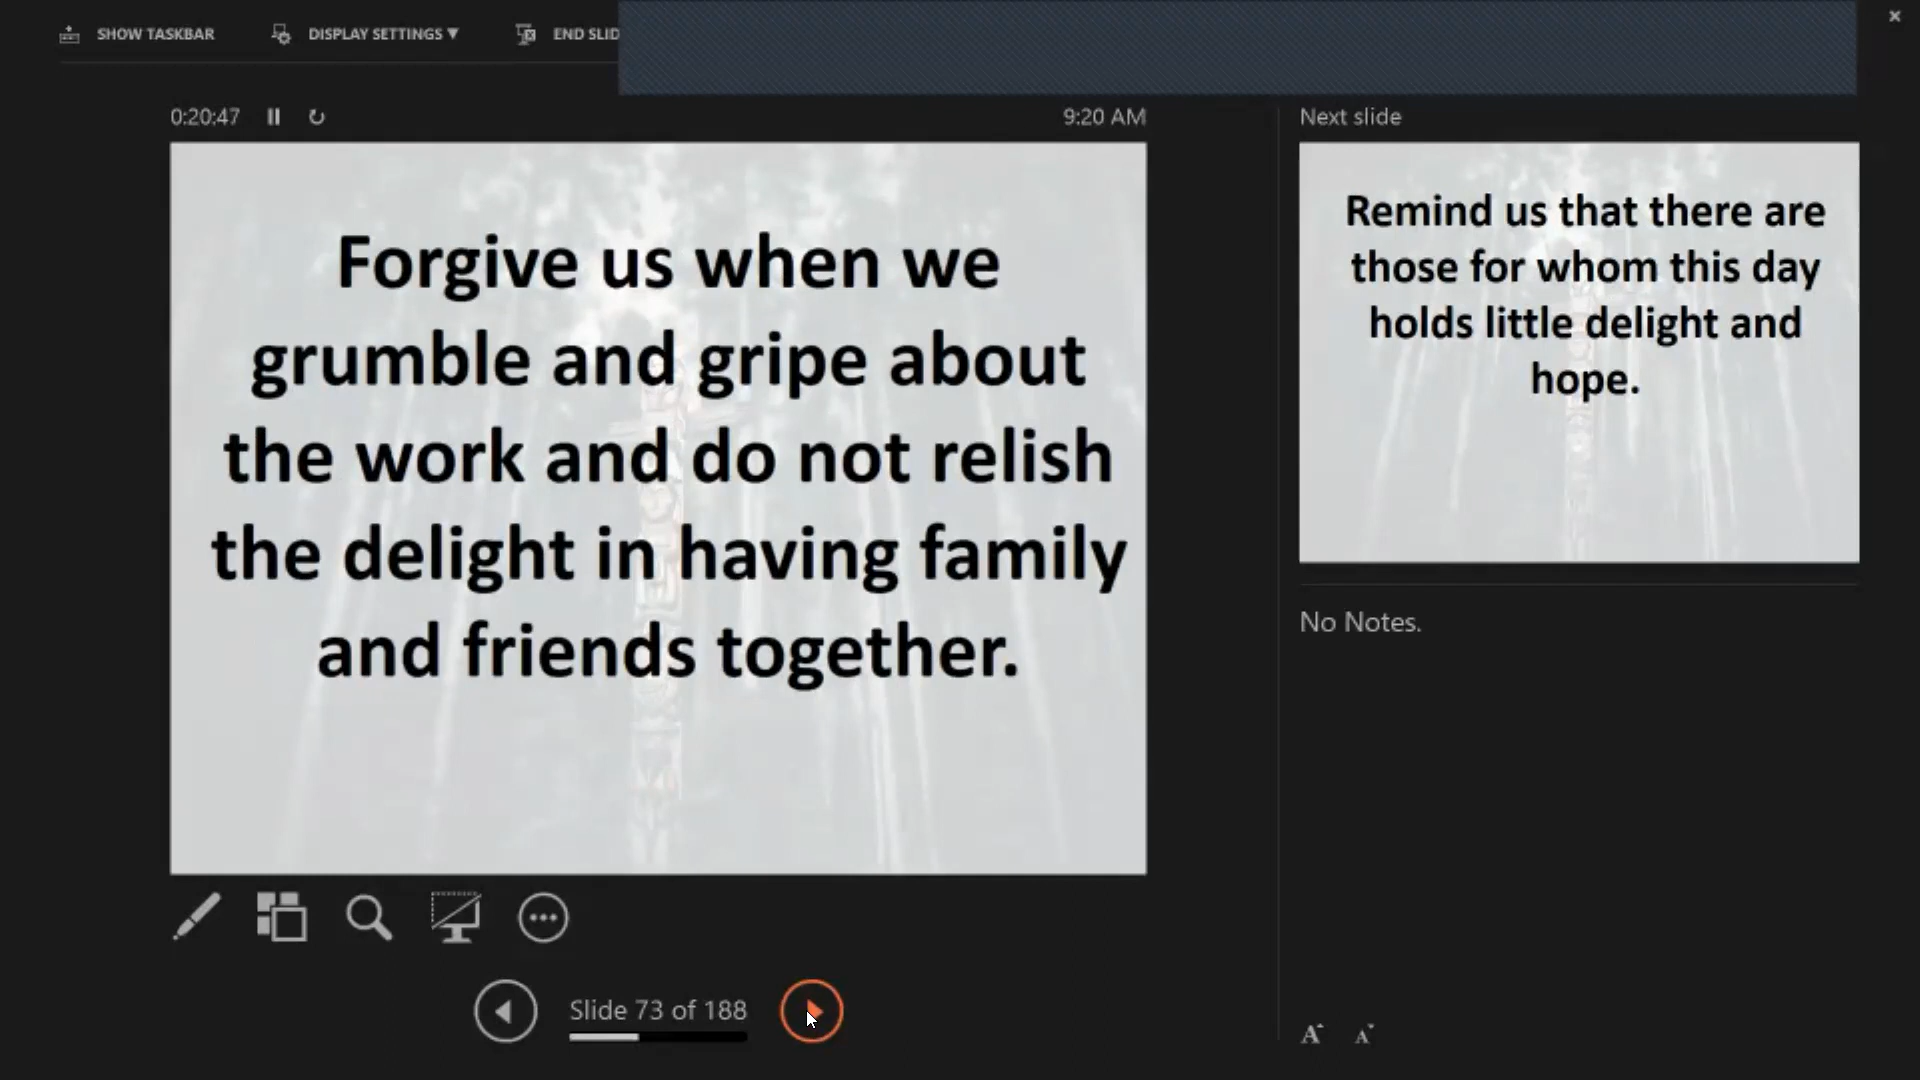 SHOW TASKBAR
DISPLAY SETTINGS ▼
END SLID
0:20:47
9:20 AM
Forgive us when we
grumble and gripe about
the work and do not relish
the delight in having family
and friends together.
Slide 73 of 188
Next slide
Remind us that there are
those for whom this day
holds little delight and
hope.
No Notes.
A A